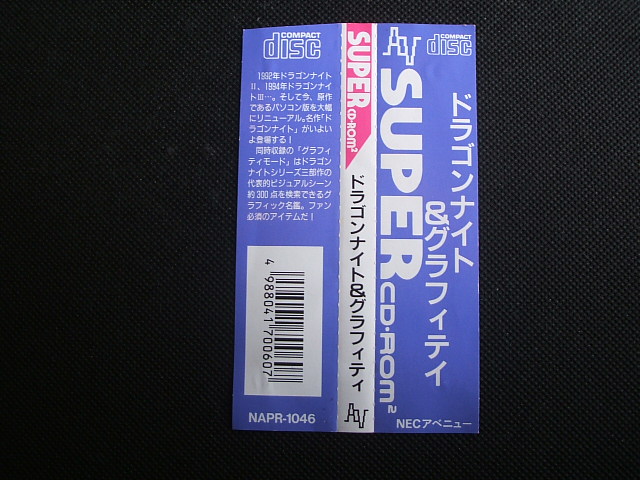 COMPACT
disc
1992年ドラゴンナイト
II、1994年ドラゴンナイ
トIII…。そして今、原作
であるパソコン版を大幅
にリニューアル。名作「ド
ラゴンナイト」がいよい
よ登場する！
同時収録の「グラフィ
ティモード」はドラゴン
ナイトシリーズ三部作の
代表的ビジュアルシーン
約300点を検索できるグ
ラフィック名鑑。ファン
必須のアイテムだ！
4 988041 700607
NAPR-1046
SUPER CD-ROM²
ドラゴンナイト&グラフィティ
AV
AV
COMPACT
disc
SUPER CD-ROM²
ドラゴンナイト
&グラフィティ
NECアベニュー